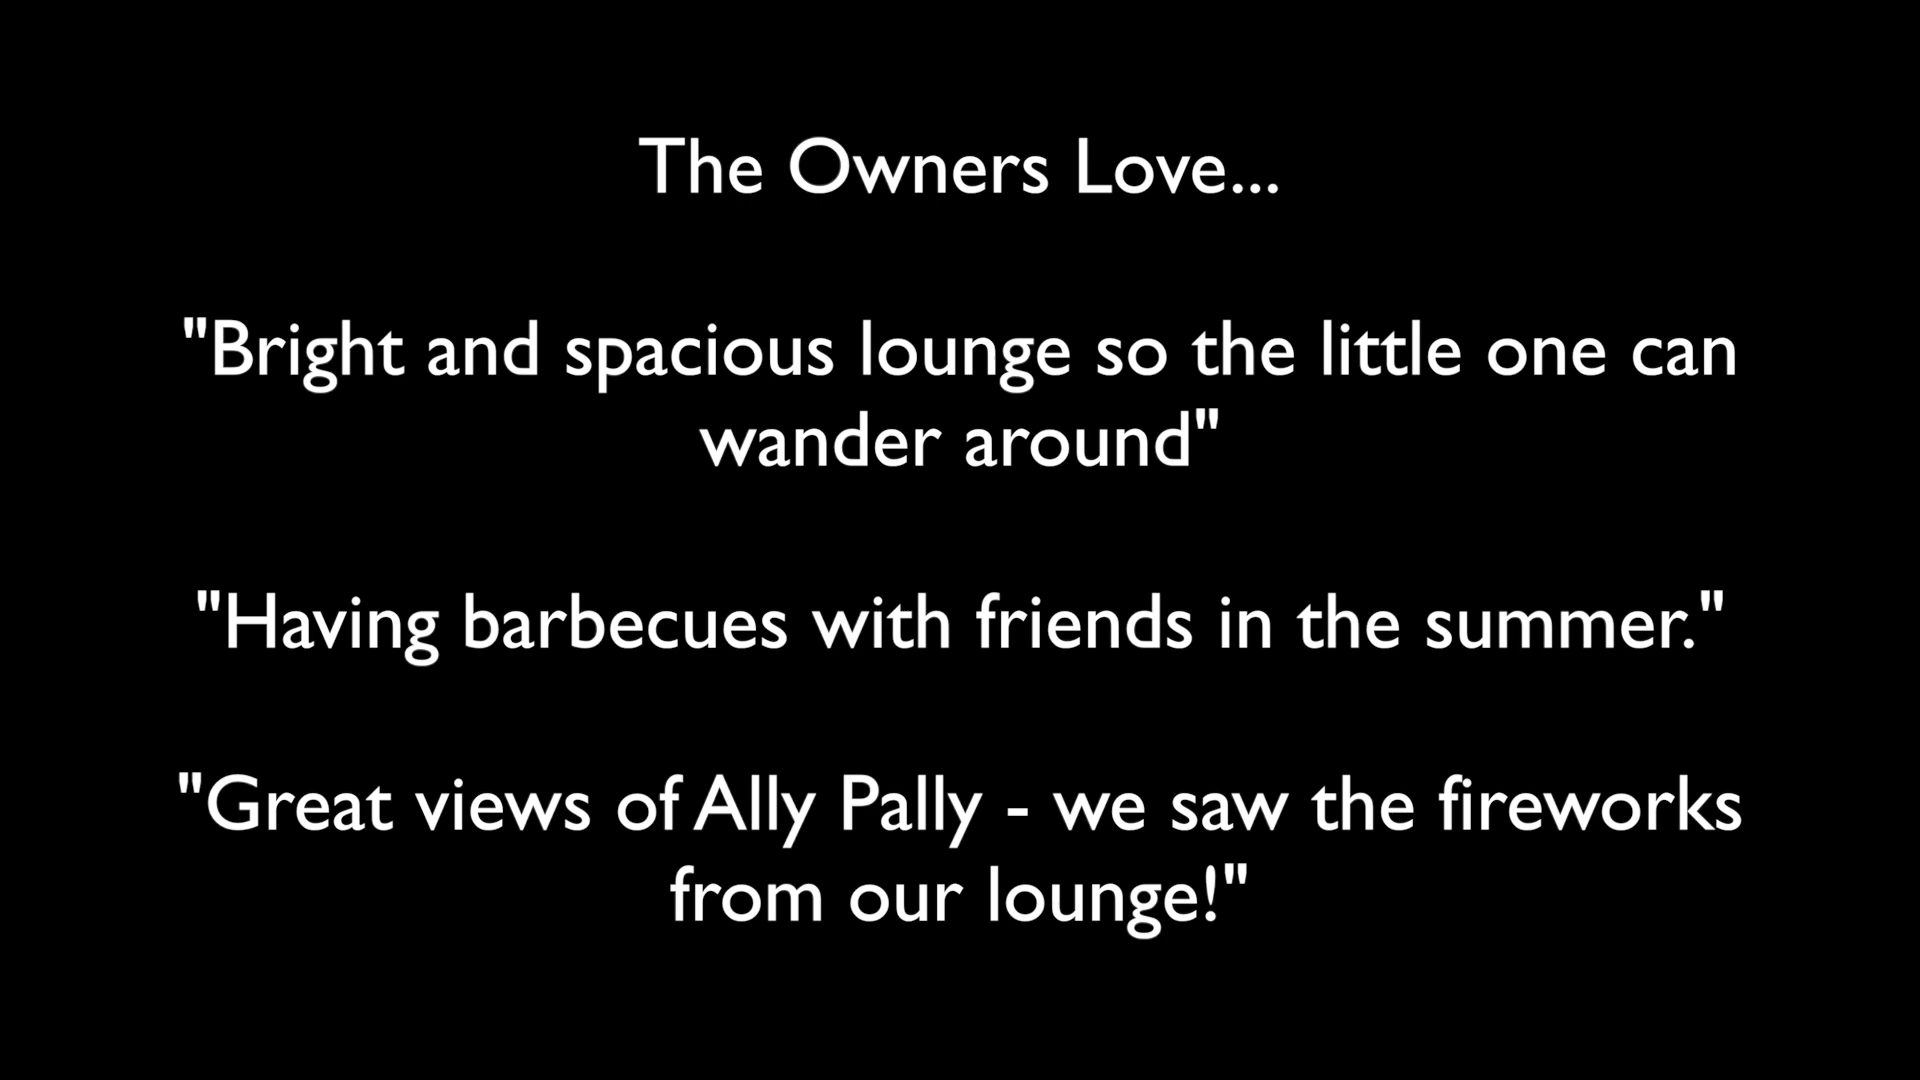 The Owners Love...
"Bright and spacious lounge so the little one can
wander around"
"Having barbecues with friends in the summer."
"Great views of Ally Pally - we saw the fireworks
from our lounge!"